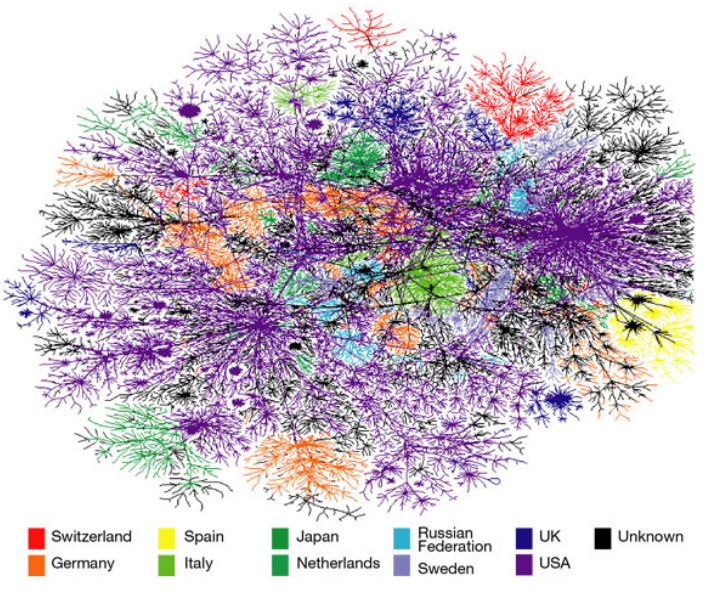 Switzerland
Spain
Japan
Russian
Federation
UK
Unknown
Germany
Italy
Netherlands
Sweden
USA